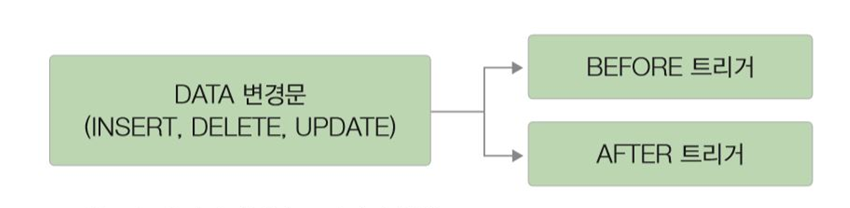 DATA 변경문
(INSERT, DELETE, UPDATE)
BEFORE 트리거
AFTER 트리거